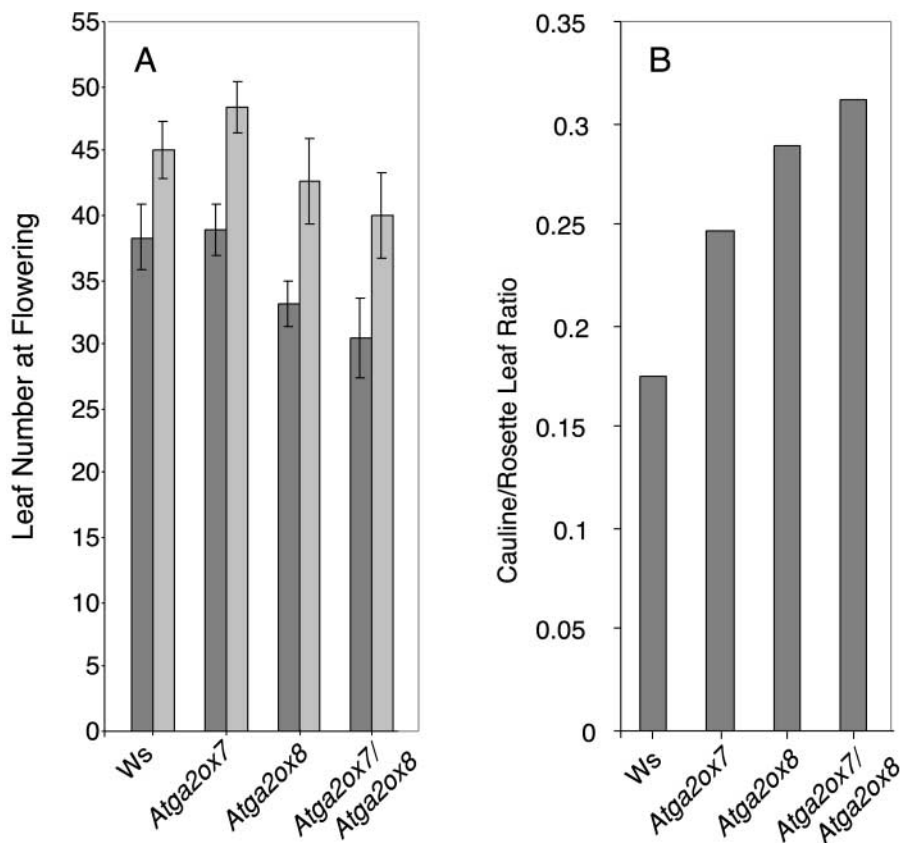 A
Leaf Number at Flowering
55
50
45
40
35
30
25
20
15
10
5
0
Ws
Atga2ox7
Atga2ox8
Atga2ox7/
Atga2ox8
B
Cauline/Rosette Leaf Ratio
0.35
0.3
0.25
0.2
0.15
0.1
0.05
0
Ws
Atga2ox7
Atga2ox8
Atga2ox7/
Atga2ox8